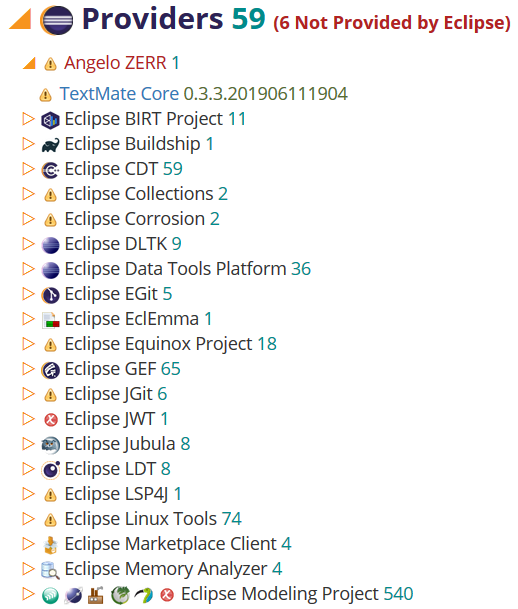 Providers 59 (6 Not Provided by Eclipse)
Angelo ZERR 1
TextMate Core 0.3.3.201906111904
Eclipse BIRT Project 11
Eclipse Buildship 1
Eclipse CDT 59
Eclipse Collections 2
Eclipse Corrosion 2
Eclipse DLTK 9
Eclipse Data Tools Platform 36
Eclipse EGit 5
Eclipse EclEmma 1
Eclipse Equinox Project 18
Eclipse GEF 65
Eclipse JGit 6
Eclipse JWT 1
Eclipse Jubula 8
Eclipse LDT 8
Eclipse LSP4J 1
Eclipse Linux Tools 74
Eclipse Marketplace Client 4
Eclipse Memory Analyzer 4
Eclipse Modeling Project 540